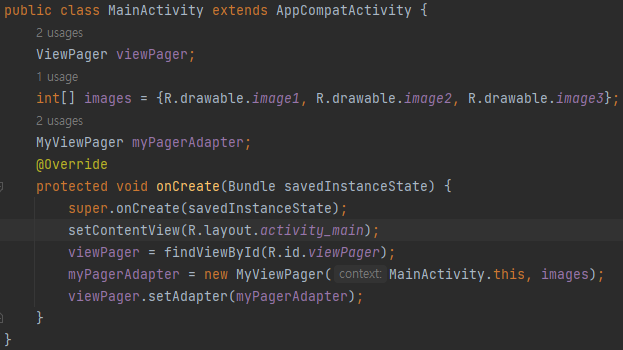 public class MainActivity extends AppCompatActivity {
2 usages
ViewPager viewPager;
1 usage
int[] images = {R.drawable.image1, R.drawable.image2, R.drawable.image3};
2 usages
MyViewPager myPagerAdapter;
@Override
protected void onCreate(Bundle savedInstanceState) {
super.onCreate(savedInstanceState);
setContentView(R.layout.activity_main);
viewPager = findViewById(R.id.viewPager);
myPagerAdapter = new MyViewPager( context: MainActivity.this, images);
viewPager.setAdapter(myPagerAdapter);
}
}